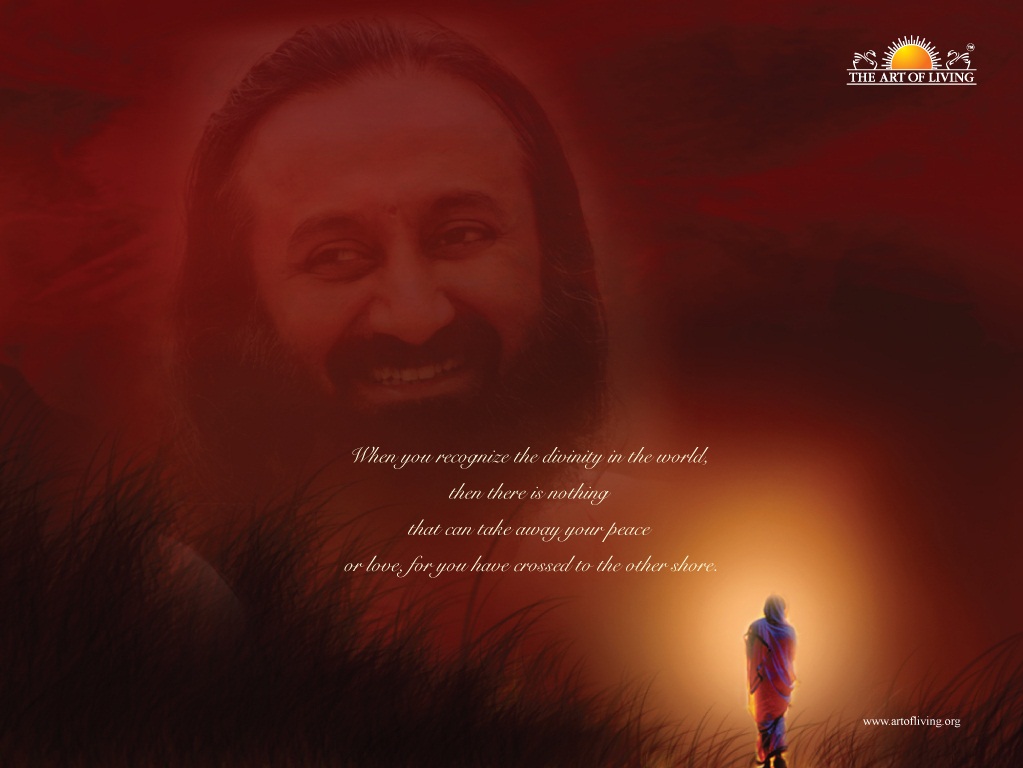 THE ART OF LIVING
TM
When you recognize the divinity in the world,
then there is nothing
that can take away your peace
or love, for you have crossed to the other shore.
www.artofliving.org